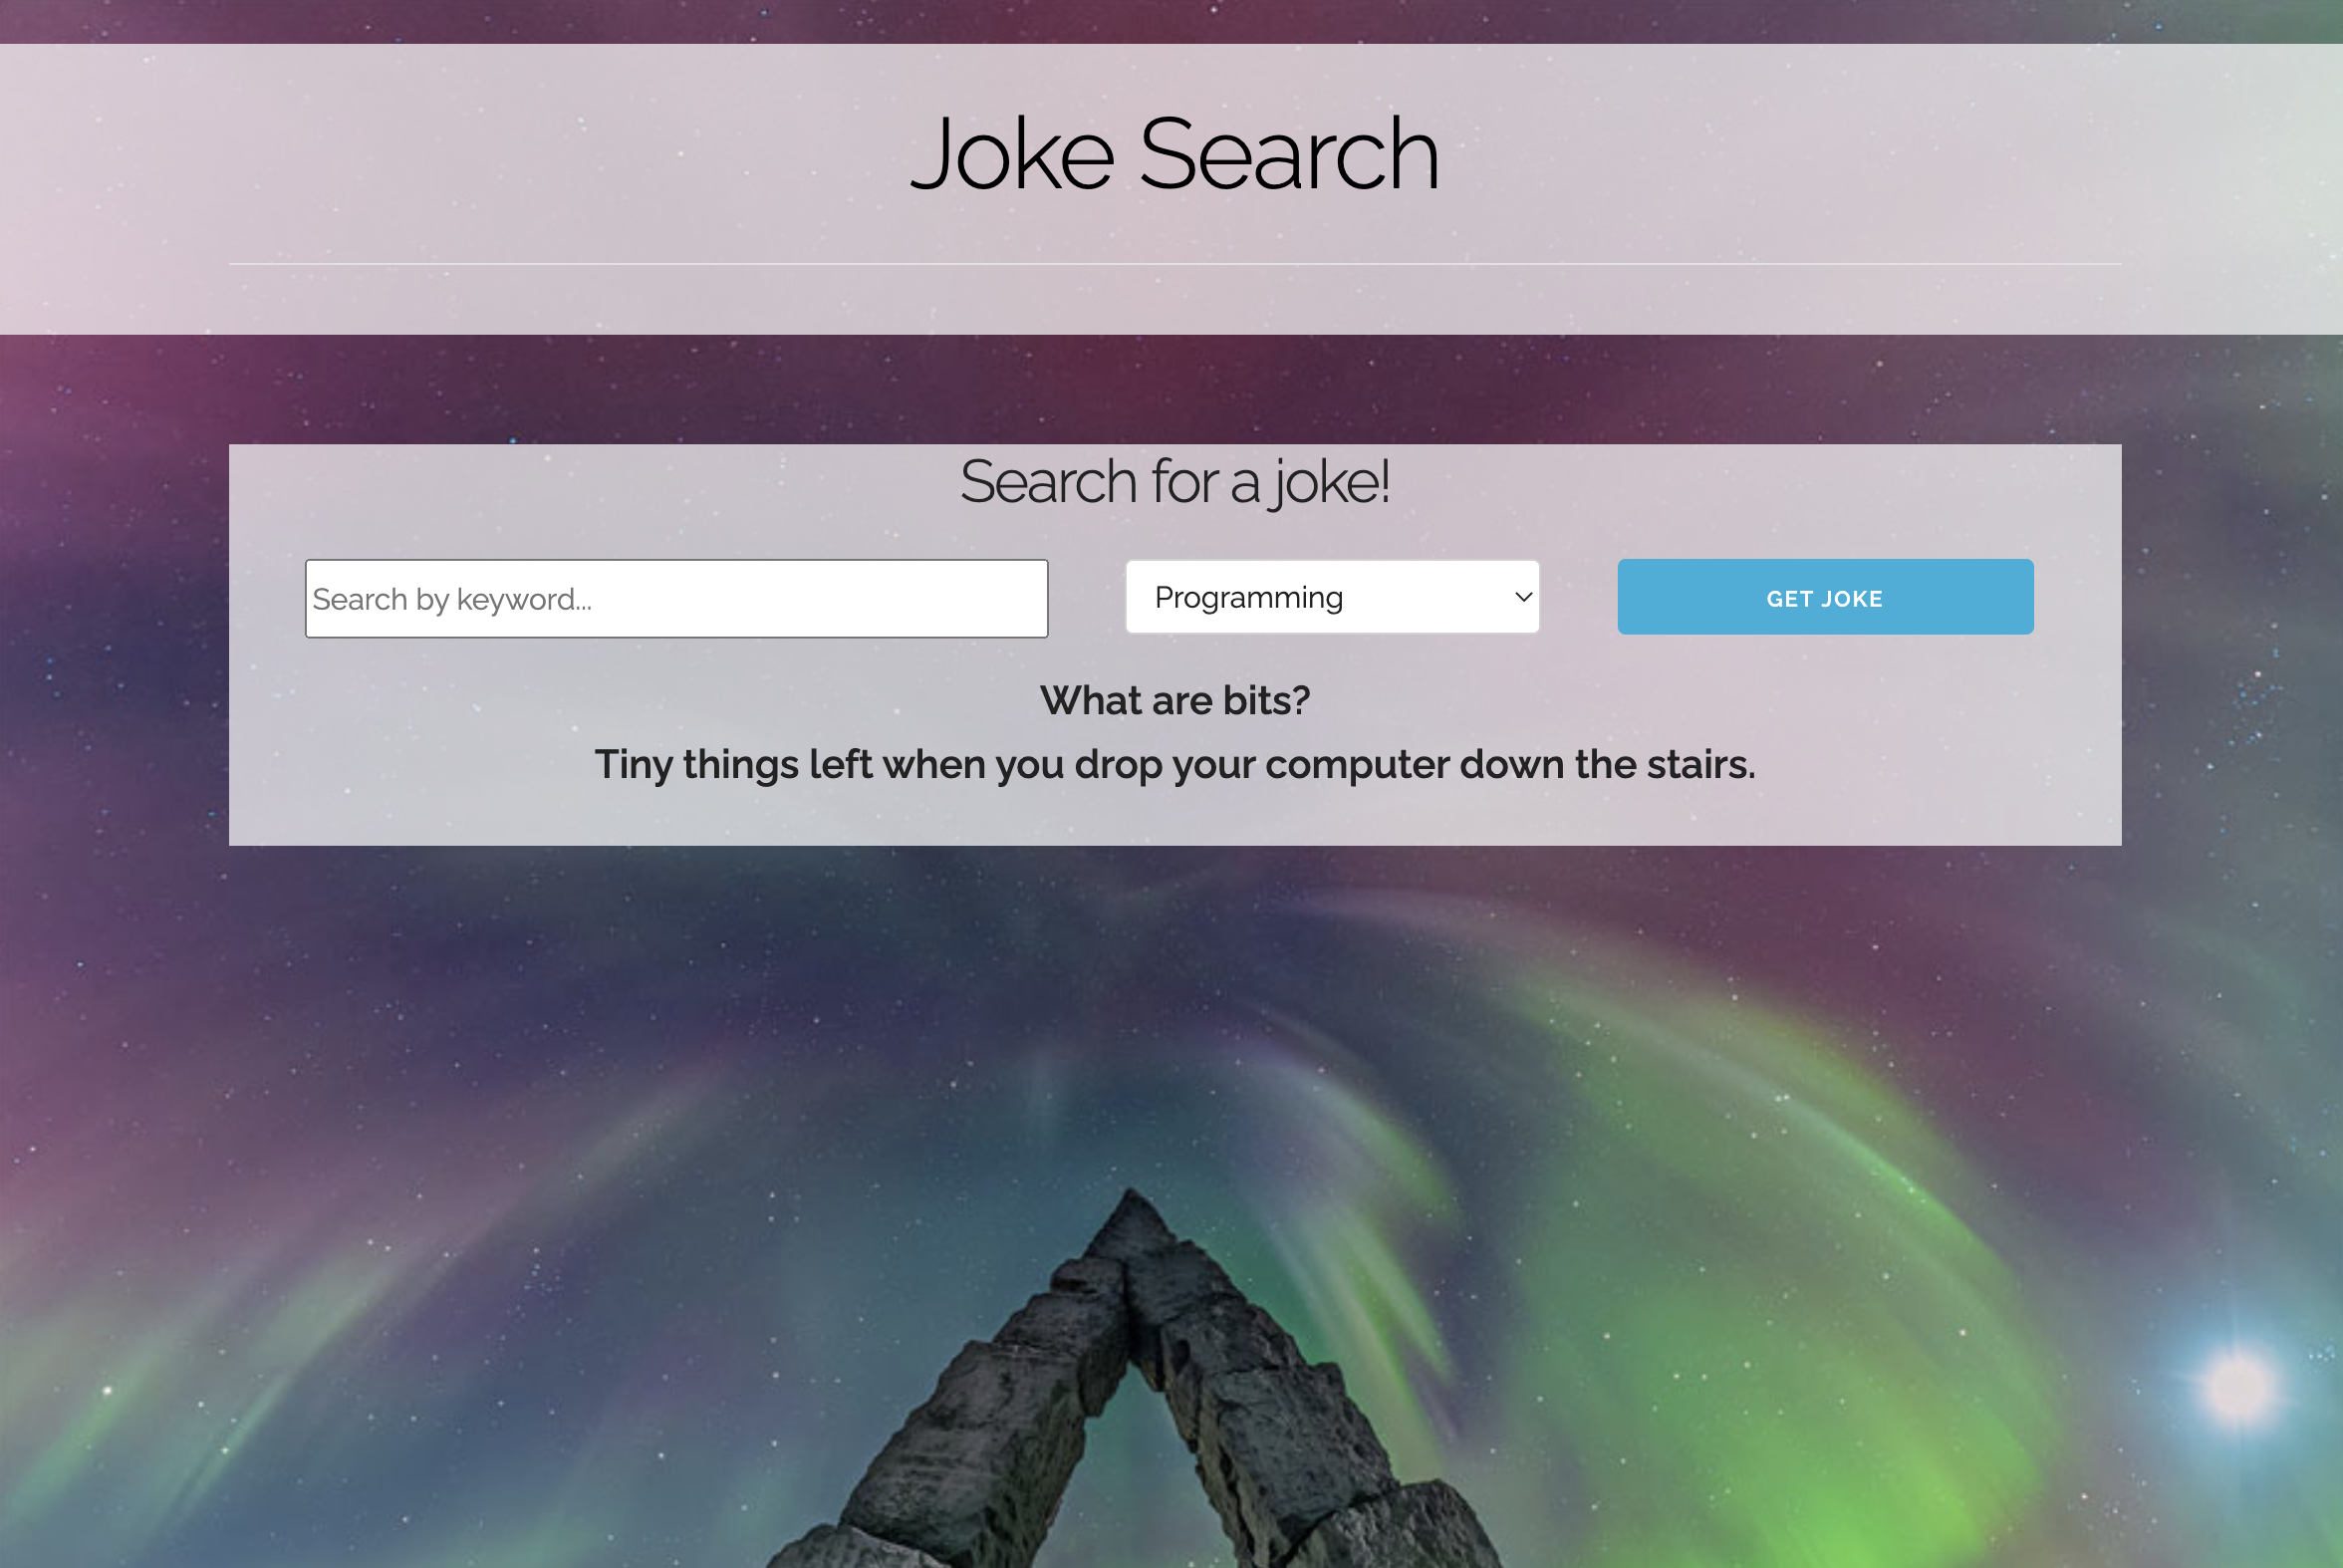 Joke Search
Search for a joke!
Search by keyword...
Programming
GET JOKE
What are bits?
Tiny things left when you drop your computer down the stairs.